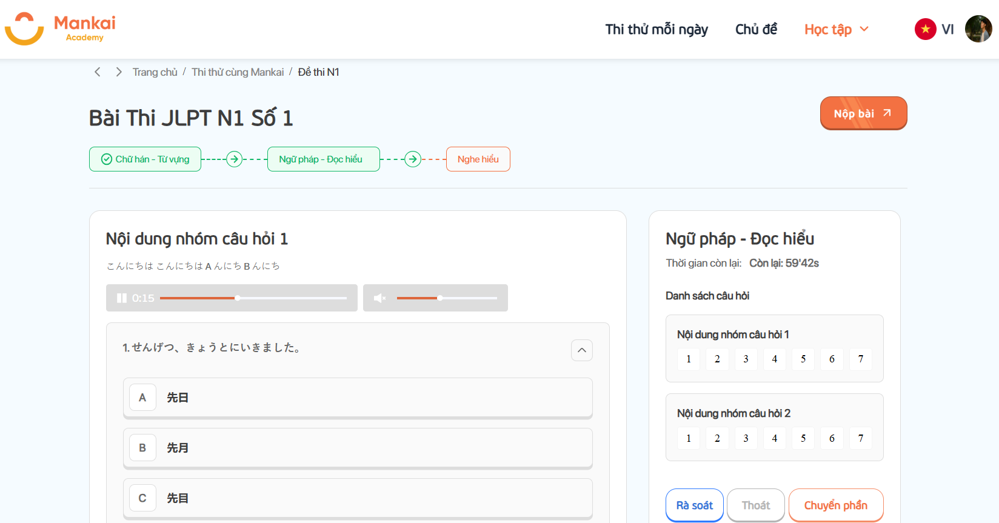 Mankai
Academy
Thi thử mỗi ngày
Chủ đề
Học tập
VI
Trang chủ / Thi thử cùng Mankai / Đề thi N1
Bài Thi JLPT N1 Số 1
Nộp bài
Chữ hán - Từ vựng
Ngữ pháp - Đọc hiểu
Nghe hiểu
Nội dung nhóm câu hỏi 1
こんにちは こんにちは A んにち B んにち
0:15
1. せんげつ、きょうとにいきました。
A 先日
B 先月
C 先目
Ngữ pháp - Đọc hiểu
Thời gian còn lại: Còn lại: 59'42s
Danh sách câu hỏi
Nội dung nhóm câu hỏi 1
1 2 3 4 5 6 7
Nội dung nhóm câu hỏi 2
1 2 3 4 5 6 7
Rà soát
Thoát
Chuyển phần